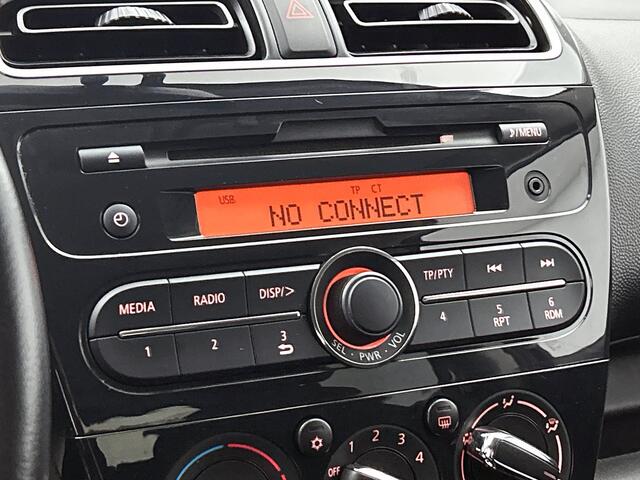 ♪/MENU
USB TP CT
NO CONNECT
MEDIA RADIO DISP/> TP/PTY
1 2 3 4 5 RPT 6 RDM
SEL · PWR · VOL
OFF 1 2 3 4